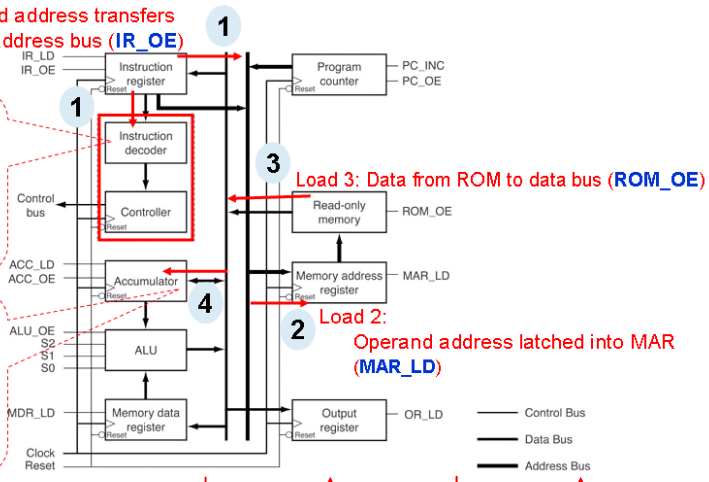 d address transfers
ddress bus (IR_OE)
1
IR_LD
IR_OE
Instruction
register
Reset
Program
counter
PC_INC
PC_OE
Reset
1
Instruction
decoder
3
Load 3: Data from ROM to data bus (ROM_OE)
Control
bus
Controller
Reset
Read-only
memory
ROM_OE
ACC_LD
ACC_OE
Accumulator
Reset
4
Memory address
register
MAR_LD
Reset
2
Load 2:
Operand address latched into MAR
(MAR_LD)
ALU_OE
S2
S1
S0
ALU
MDR_LD
Memory data
register
Reset
Output
register
OR_LD
Reset
Control Bus
Data Bus
Address Bus
Clock
Reset